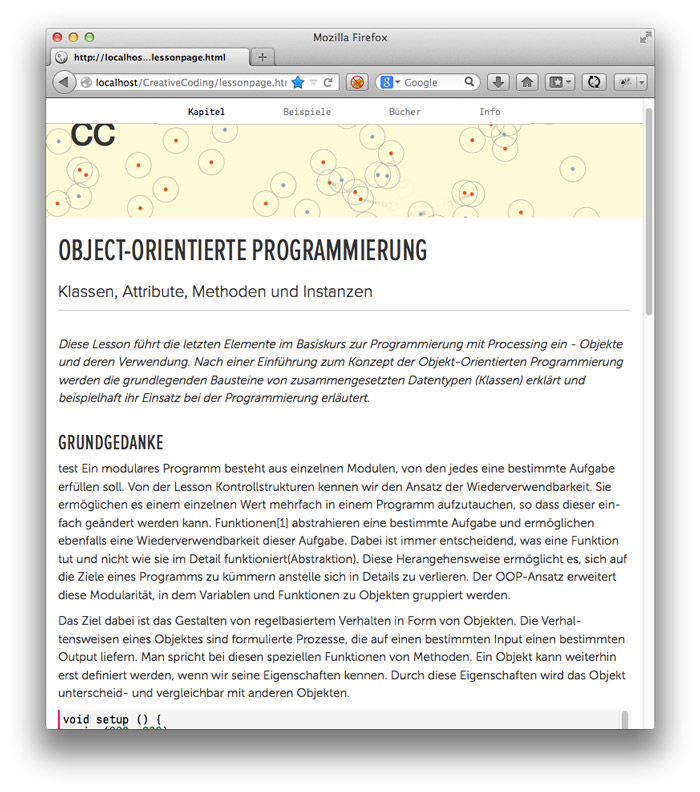 Mozilla Firefox
http://localhos...lessonpage.html
localhost/CreativeCoding/lessonpage.htm
Google
Kapitel Beispiele Bücher Info
CC
OBJECT-ORIENTIERTE PROGRAMMIERUNG
Klassen, Attribute, Methoden und Instanzen
Diese Lesson führt die letzten Elemente im Basiskurs zur Programmierung mit Processing ein - Objekte
und deren Verwendung. Nach einer Einführung zum Konzept der Objekt-Orientierten Programmierung
werden die grundlegenden Bausteine von zusammengesetzten Datentypen (Klassen) erklärt und
beispielhaft ihr Einsatz bei der Programmierung erläutert.
GRUNDGEDANKE
test Ein modulares Programm besteht aus einzelnen Modulen, von den jedes eine bestimmte Aufgabe
erfüllen soll. Von der Lesson Kontrollstrukturen kennen wir den Ansatz der Wiederverwendbarkeit. Sie
ermöglichen es einem einzelnen Wert mehrfach in einem Programm aufzutauchen, so dass dieser ein-
fach geändert werden kann. Funktionen[1] abstrahieren eine bestimmte Aufgabe und ermöglichen
ebenfalls eine Wiederverwendbarkeit dieser Aufgabe. Dabei ist immer entscheidend, was eine Funktion
tut und nicht wie sie im Detail funktioniert(Abstraktion). Diese Herangehensweise ermöglicht es, sich auf
die Ziele eines Programms zu kümmern anstelle sich in Details zu verlieren. Der OOP-Ansatz erweitert
diese Modularität, in dem Variablen und Funktionen zu Objekten gruppiert werden.
Das Ziel dabei ist das Gestalten von regelbasiertem Verhalten in Form von Objekten. Die Verhal-
tensweisen eines Objektes sind formulierte Prozesse, die auf einen bestimmten Input einen bestimmten
Output liefern. Man spricht bei diesen speziellen Funktionen von Methoden. Ein Objekt kann weiterhin
erst definiert werden, wenn wir seine Eigenschaften kennen. Durch diese Eigenschaften wird das Objekt
unterscheid- und vergleichbar mit anderen Objekten.
void setup () {